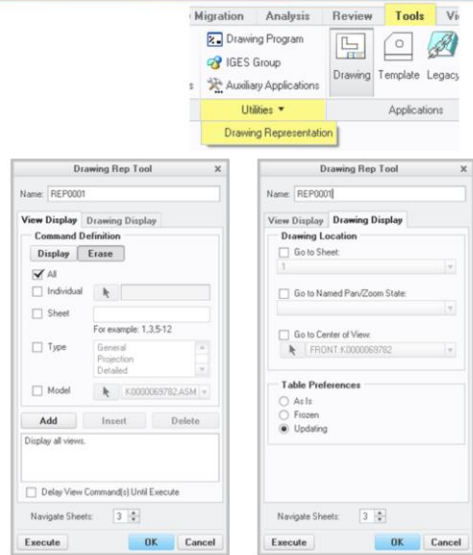 Migration Analysis Review Tools Vi
Drawing Program
IGES Group
Auxiliary Applications
s
Drawing Template Legacy
Utilities Applications
Drawing Representation
Drawing Rep Tool x
Name: REP0001
View Display Drawing Display
Command Definition
Display Erase
All
Individual
Sheet
For example: 1,3,5-12
Type General
Projection
Detailed
Model K0000069782.ASM
Add Insert Delete
Display all views.
Delay View Command(s) Until Execute
Navigate Sheets: 3
Execute OK Cancel
Drawing Rep Tool x
Name: REP0001
View Display Drawing Display
Drawing Location
Go to Sheet:
1
Go to Named Pan/Zoom State:
Go to Center of View:
FRONT:K0000069782
Table Preferences
As Is
Frozen
Updating
Navigate Sheets: 3
Execute OK Cancel